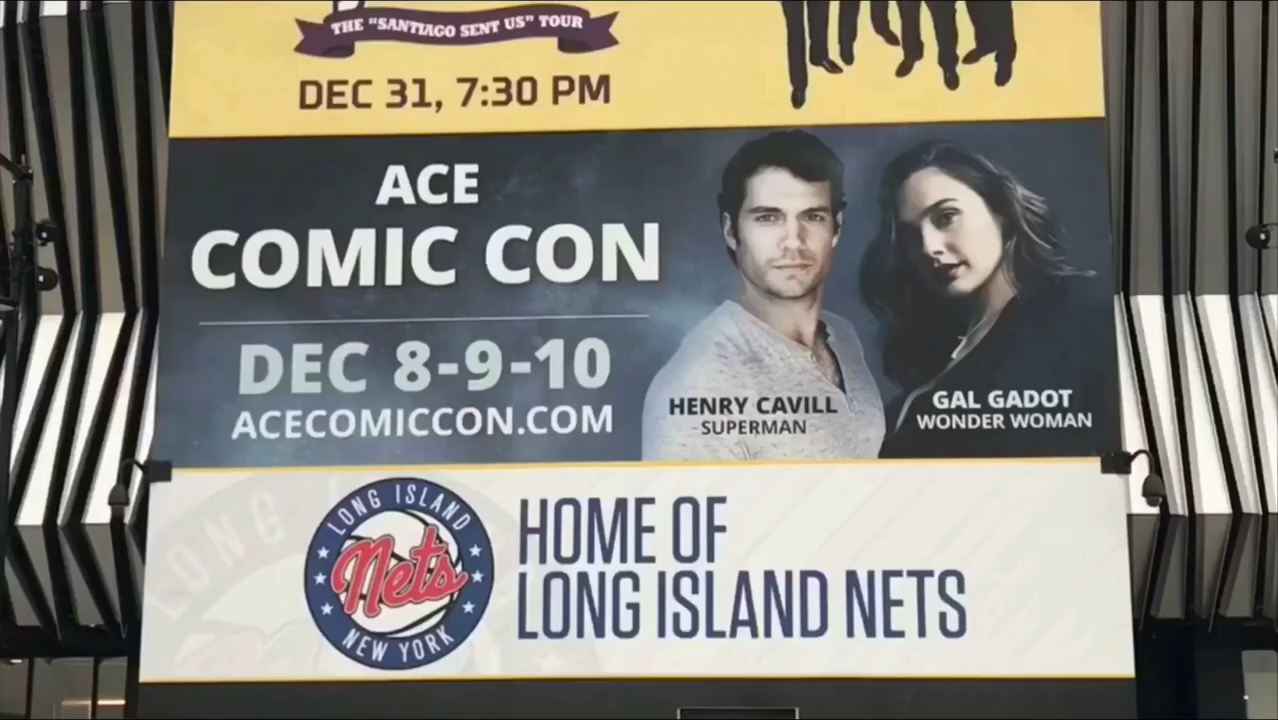 THE "SANTIAGO SENT US" TOUR
DEC 31, 7:30 PM
ACE
COMIC CON
DEC 8-9-10
ACECOMICCON.COM
HENRY CAVILL
SUPERMAN
GAL GADOT
WONDER WOMAN
LONG ISLAND
Nets
NEW YORK
HOME OF
LONG ISLAND NETS
LONG